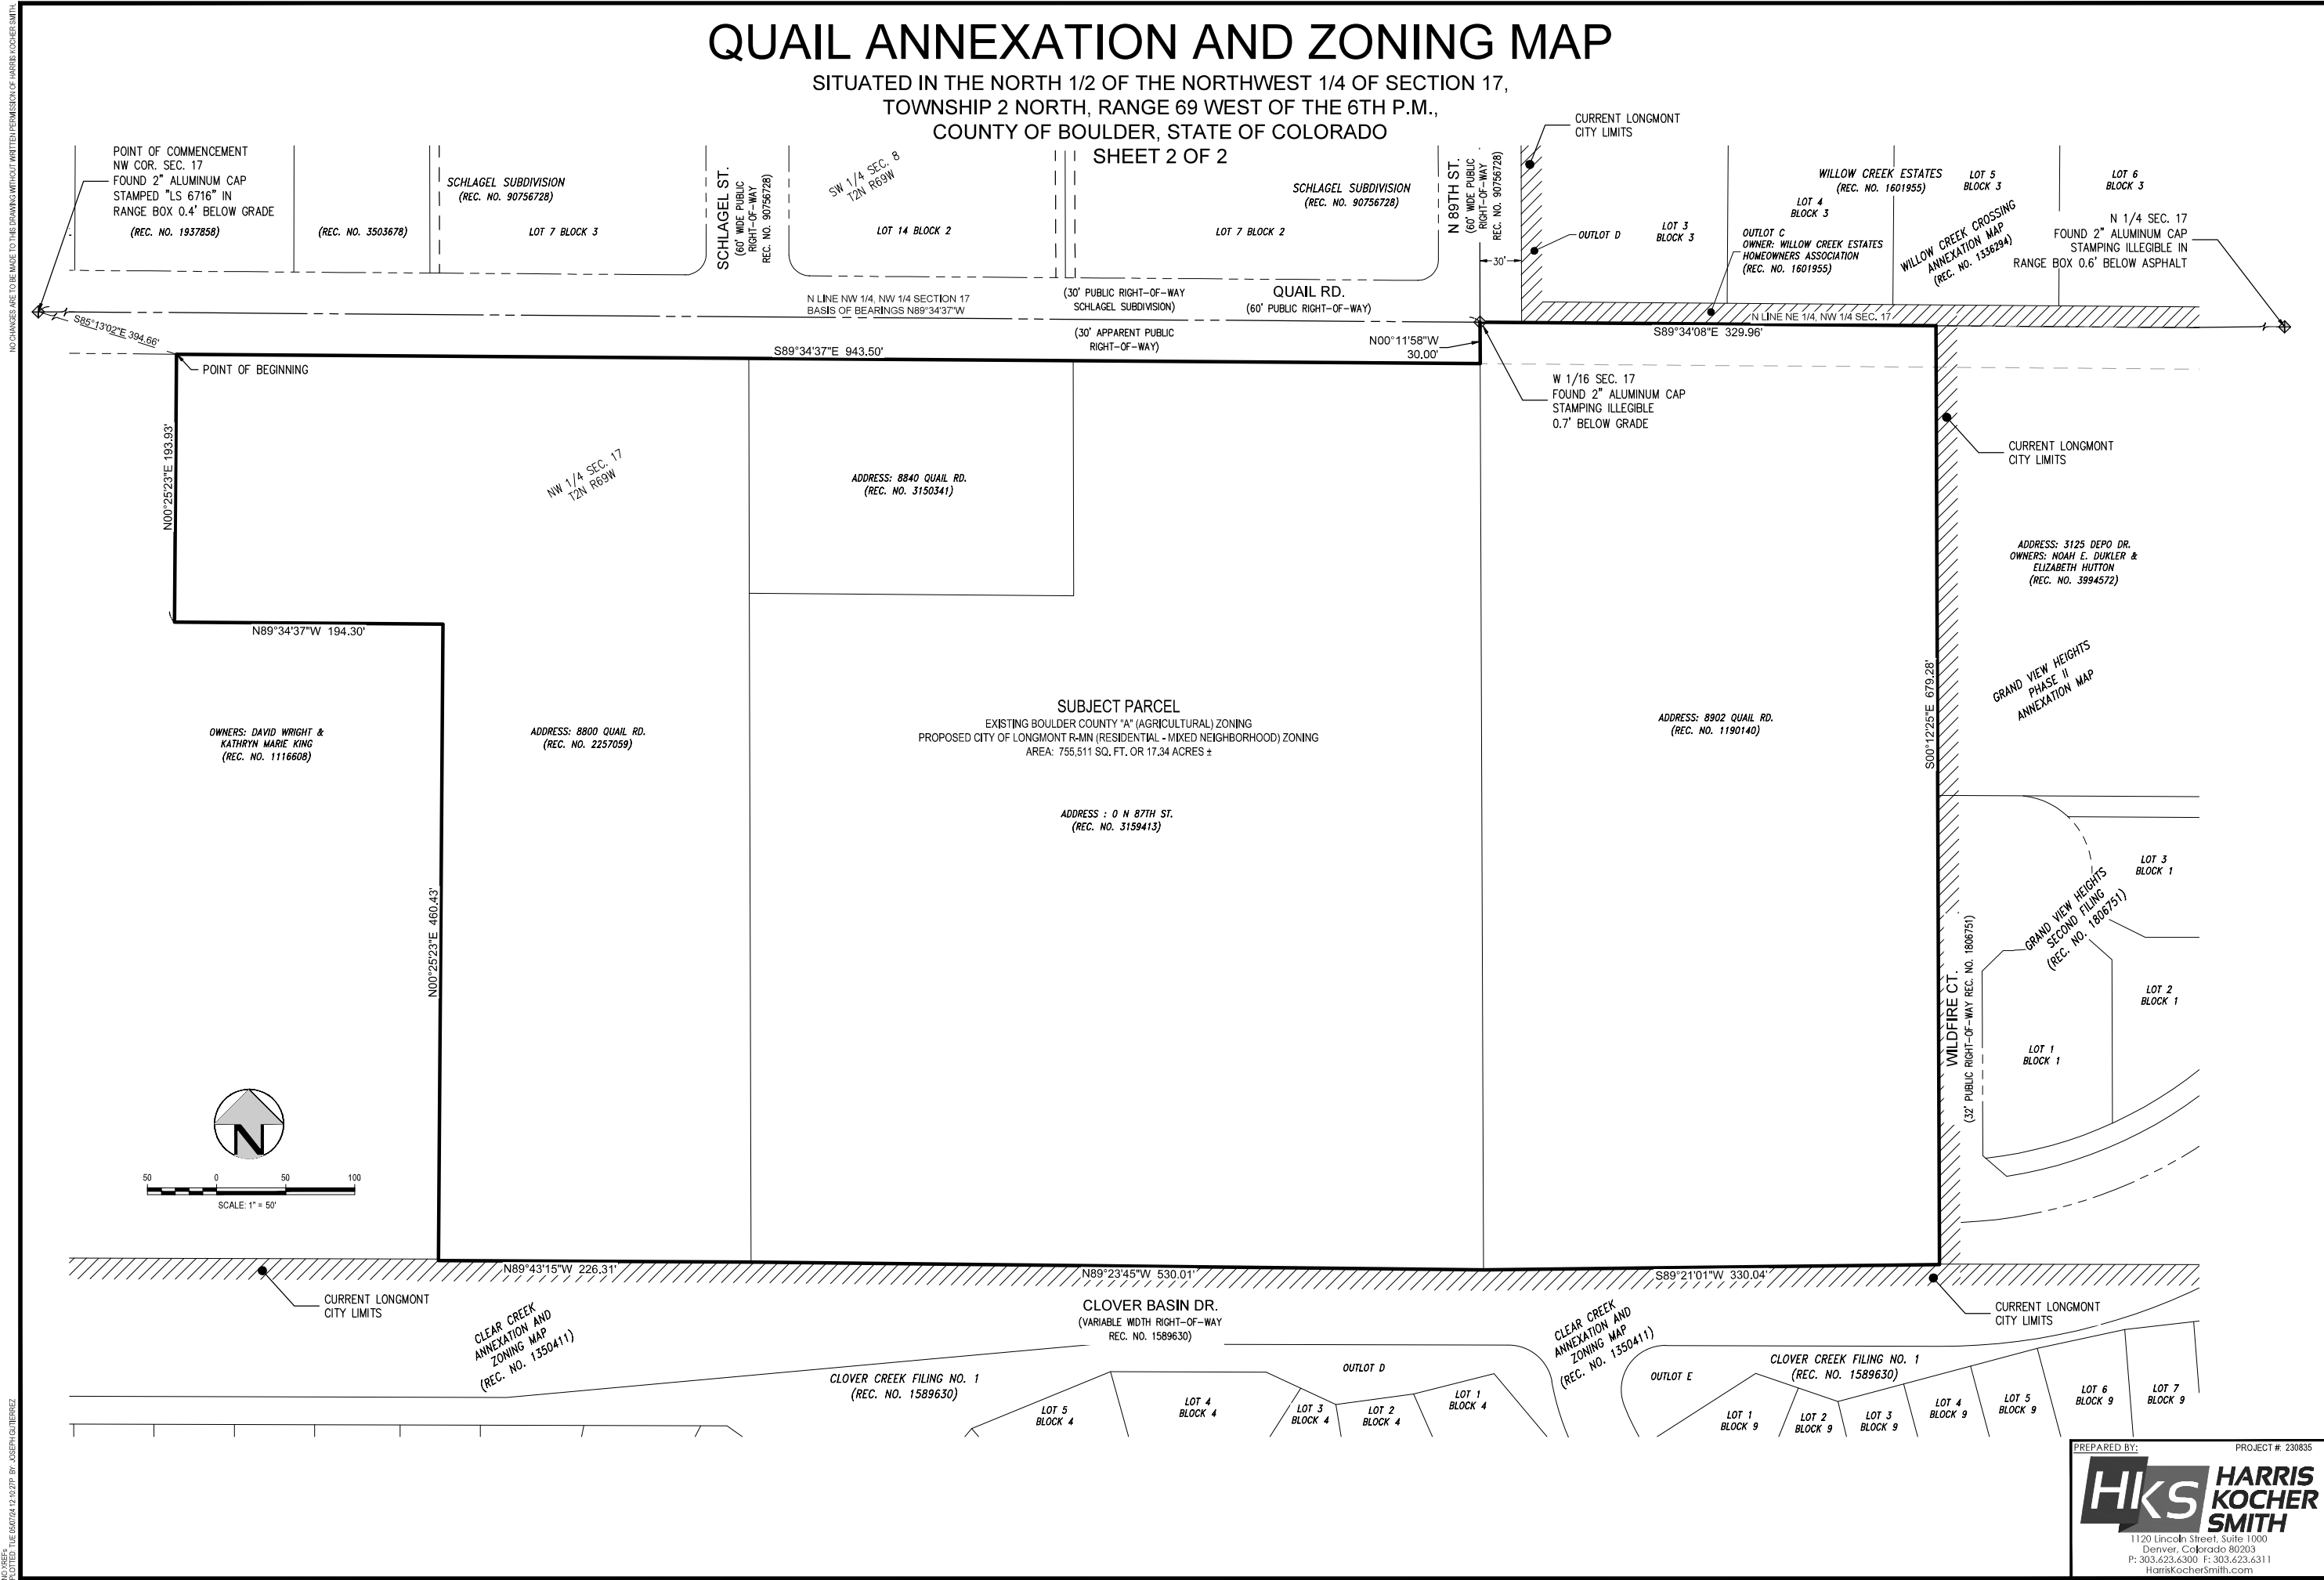 QUAIL ANNEXATION AND ZONING MAP
SITUATED IN THE NORTH 1/2 OF THE NORTHWEST 1/4 OF SECTION 17,
TOWNSHIP 2 NORTH, RANGE 69 WEST OF THE 6TH P.M.,
COUNTY OF BOULDER, STATE OF COLORADO
SHEET 2 OF 2
NO CHANGES ARE TO BE MADE TO THIS DRAWING WITHOUT WRITTEN PERMISSION OF HARRIS KOCHER SMITH.
POINT OF COMMENCEMENT
NW COR. SEC. 17
FOUND 2" ALUMINUM CAP
STAMPED "LS 6716" IN
RANGE BOX 0.4' BELOW GRADE
(REC. NO. 1937858)
(REC. NO. 3503678)
SCHLAGEL SUBDIVISION
(REC. NO. 90756728)
LOT 7 BLOCK 3
SCHLAGEL ST.
(60' WIDE PUBLIC
RIGHT-OF-WAY
REC. NO. 90756728)
SW 1/4 SEC. 8
T2N R69W
LOT 14 BLOCK 2
SCHLAGEL SUBDIVISION
(REC. NO. 90756728)
LOT 7 BLOCK 2
N 89TH ST.
(60' WIDE PUBLIC
RIGHT-OF-WAY
REC. NO. 90756728)
30'
CURRENT LONGMONT
CITY LIMITS
OUTLOT D
LOT 3
BLOCK 3
WILLOW CREEK ESTATES
(REC. NO. 1601955)
LOT 4
BLOCK 3
OUTLOT C
OWNER: WILLOW CREEK ESTATES
HOMEOWNERS ASSOCIATION
(REC. NO. 1601955)
LOT 5
BLOCK 3
WILLOW CREEK CROSSING
ANNEXATION MAP
(REC. NO. 1336294)
LOT 6
BLOCK 3
N 1/4 SEC. 17
FOUND 2" ALUMINUM CAP
STAMPING ILLEGIBLE IN
RANGE BOX 0.6' BELOW ASPHALT
N LINE NW 1/4, NW 1/4 SECTION 17
BASIS OF BEARINGS N89°34'37"W
(30' PUBLIC RIGHT-OF-WAY
SCHLAGEL SUBDIVISION)
QUAIL RD.
(60' PUBLIC RIGHT-OF-WAY)
(30' APPARENT PUBLIC
RIGHT-OF-WAY)
N LINE NE 1/4, NW 1/4 SEC. 17
S89°34'08"E 329.96'
S85°13'02"E 394.66'
POINT OF BEGINNING
S89°34'37"E 943.50'
N00°11'58"W
30.00'
W 1/16 SEC. 17
FOUND 2" ALUMINUM CAP
STAMPING ILLEGIBLE
0.7' BELOW GRADE
CURRENT LONGMONT
CITY LIMITS
N00°25'23"E 193.93'
NW 1/4 SEC. 17
T2N R69W
ADDRESS: 8840 QUAIL RD.
(REC. NO. 3150341)
ADDRESS: 3125 DEPO DR.
OWNERS: NOAH E. DUKLER &
ELIZABETH HUTTON
(REC. NO. 3994572)
N89°34'37"W 194.30'
GRAND VIEW HEIGHTS
PHASE II
ANNEXATION MAP
OWNERS: DAVID WRIGHT &
KATHRYN MARIE KING
(REC. NO. 1116608)
ADDRESS: 8800 QUAIL RD.
(REC. NO. 2257059)
SUBJECT PARCEL
EXISTING BOULDER COUNTY "A" (AGRICULTURAL) ZONING
PROPOSED CITY OF LONGMONT R-MN (RESIDENTIAL - MIXED NEIGHBORHOOD) ZONING
AREA: 755,511 SQ. FT. OR 17.34 ACRES ±
ADDRESS : 0 N 87TH ST.
(REC. NO. 3159413)
ADDRESS: 8902 QUAIL RD.
(REC. NO. 1190140)
S00°12'25"E 679.28'
N00°25'23"E 460.43'
LOT 3
BLOCK 1
GRAND VIEW HEIGHTS
SECOND FILING
(REC. NO. 1806751)
WILDFIRE CT.
(32' PUBLIC RIGHT-OF-WAY REC. NO. 1806751)
LOT 2
BLOCK 1
LOT 1
BLOCK 1
N
50 0 50 100
SCALE: 1" = 50'
N89°43'15"W 226.31'
N89°23'45"W 530.01'
S89°21'01"W 330.04'
CURRENT LONGMONT
CITY LIMITS
CLEAR CREEK
ANNEXATION AND
ZONING MAP
(REC. NO. 1350411)
CLOVER BASIN DR.
(VARIABLE WIDTH RIGHT-OF-WAY
REC. NO. 1589630)
CLEAR CREEK
ANNEXATION AND
ZONING MAP
(REC. NO. 1350411)
CURRENT LONGMONT
CITY LIMITS
CLOVER CREEK FILING NO. 1
(REC. NO. 1589630)
LOT 5
BLOCK 4
LOT 4
BLOCK 4
LOT 3
BLOCK 4
OUTLOT D
LOT 2
BLOCK 4
LOT 1
BLOCK 4
OUTLOT E
CLOVER CREEK FILING NO. 1
(REC. NO. 1589630)
LOT 1
BLOCK 9
LOT 2
BLOCK 9
LOT 3
BLOCK 9
LOT 4
BLOCK 9
LOT 5
BLOCK 9
LOT 6
BLOCK 9
LOT 7
BLOCK 9
NO XREFs
PLOTTED: TUE 05/07/24 12:10:27P BY: JOSEPH GUTIERREZ
PREPARED BY:
PROJECT #: 230835
HKS
HARRIS
KOCHER
SMITH
1120 Lincoln Street, Suite 1000
Denver, Colorado 80203
P: 303.623.6300 F: 303.623.6311
HarrisKocherSmith.com